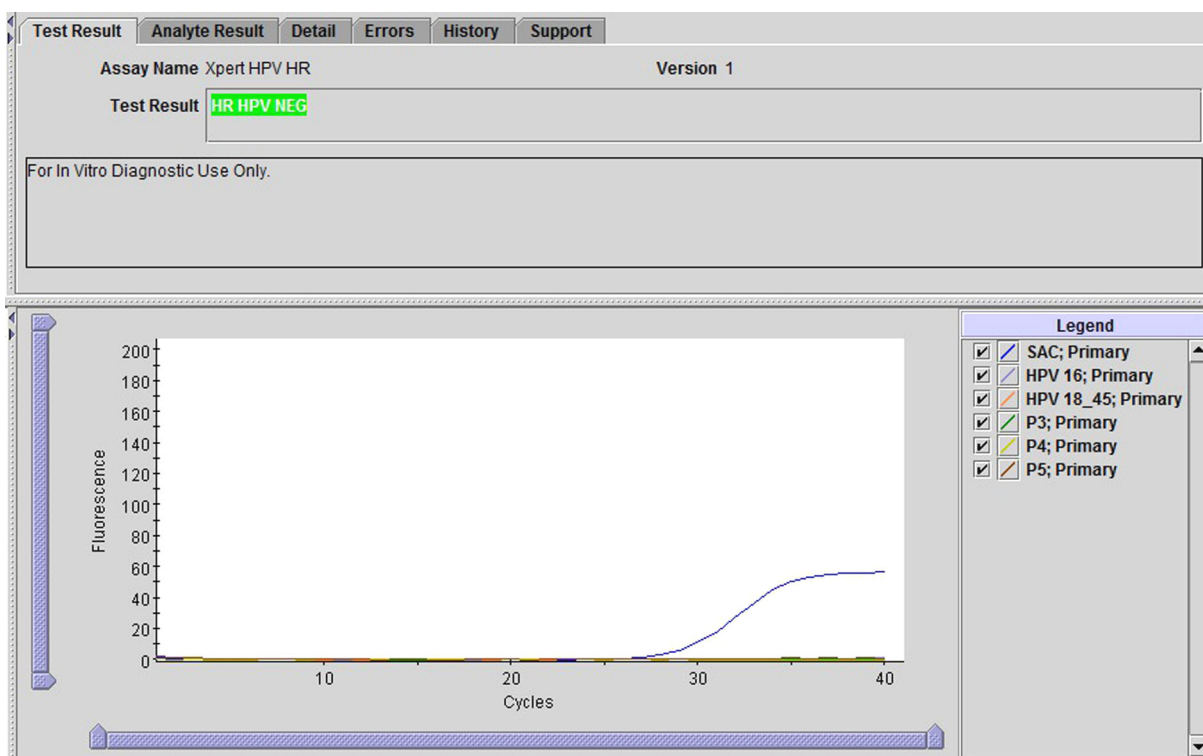 Test Result Analyte Result Detail Errors History Support
Assay Name Xpert HPV HR Version 1
Test Result HR HPV NEG
For In Vitro Diagnostic Use Only.
Legend
SAC; Primary
HPV 16; Primary
HPV 18_45; Primary
P3; Primary
P4; Primary
P5; Primary
Fluorescence
200
180
160
140
120
100
80
60
40
20
0
10 20 30 40
Cycles